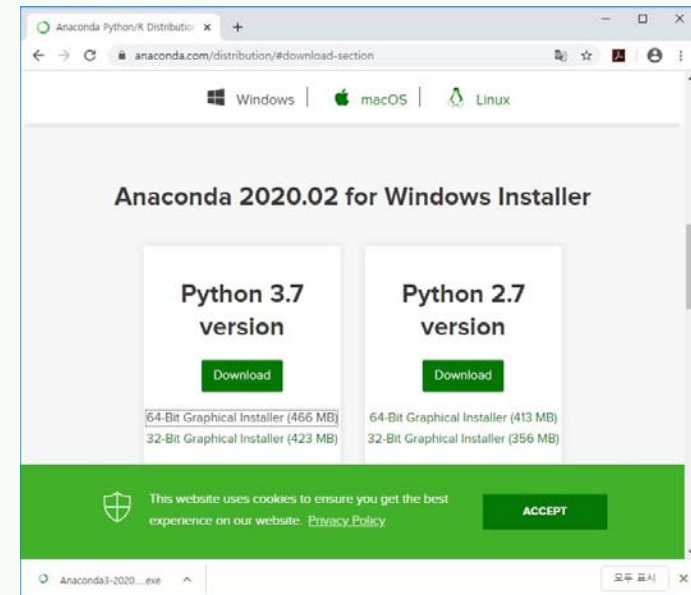 Anaconda Python/R Distributio
anaconda.com/distribution/#download-section
Windows
macOS
Linux
Anaconda 2020.02 for Windows Installer
Python 3.7
version
Download
64-Bit Graphical Installer (466 MB)
32-Bit Graphical Installer (423 MB)
Python 2.7
version
Download
64-Bit Graphical Installer (413 MB)
32-Bit Graphical Installer (356 MB)
This website uses cookies to ensure you get the best
experience on our website. Privacy Policy
ACCEPT
Anaconda3-2020....exe
모두 표시